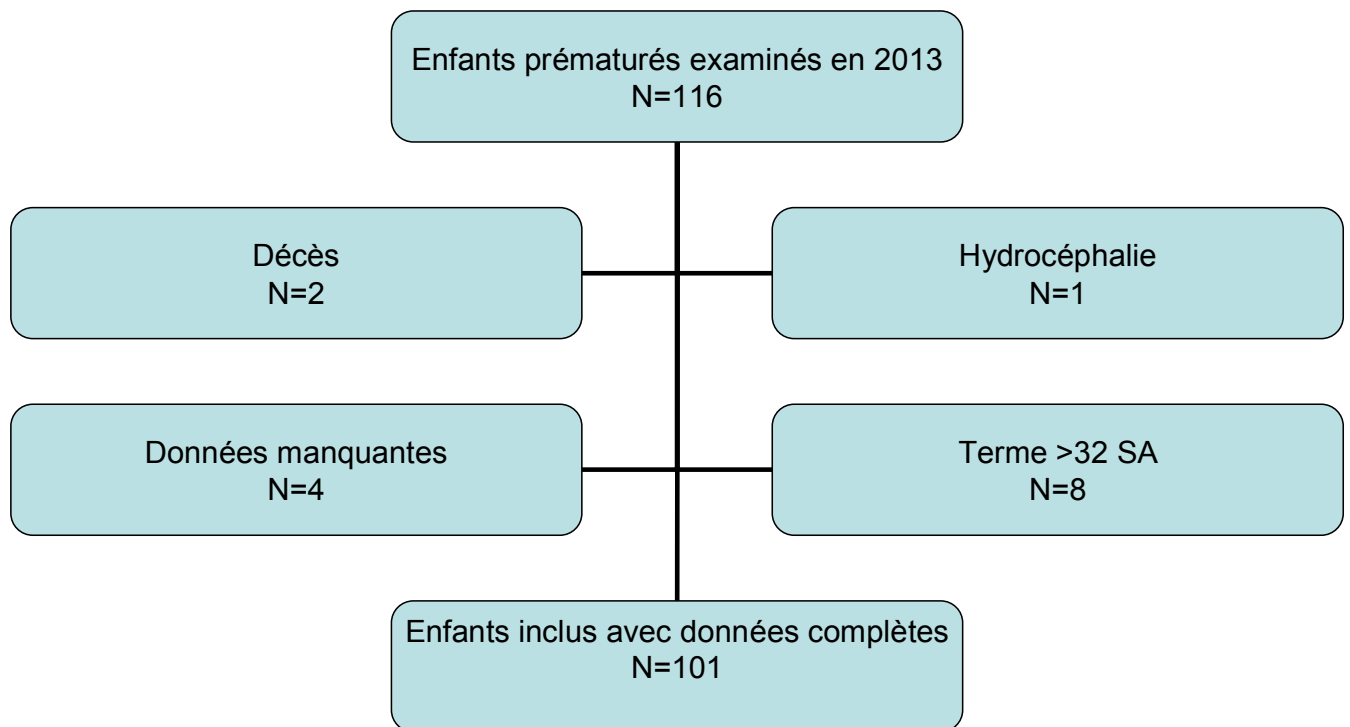 Enfants prématurés examinés en 2013
N=116
Décès
N=2
Hydrocéphalie
N=1
Données manquantes
N=4
Terme >32 SA
N=8
Enfants inclus avec données complètes
N=101